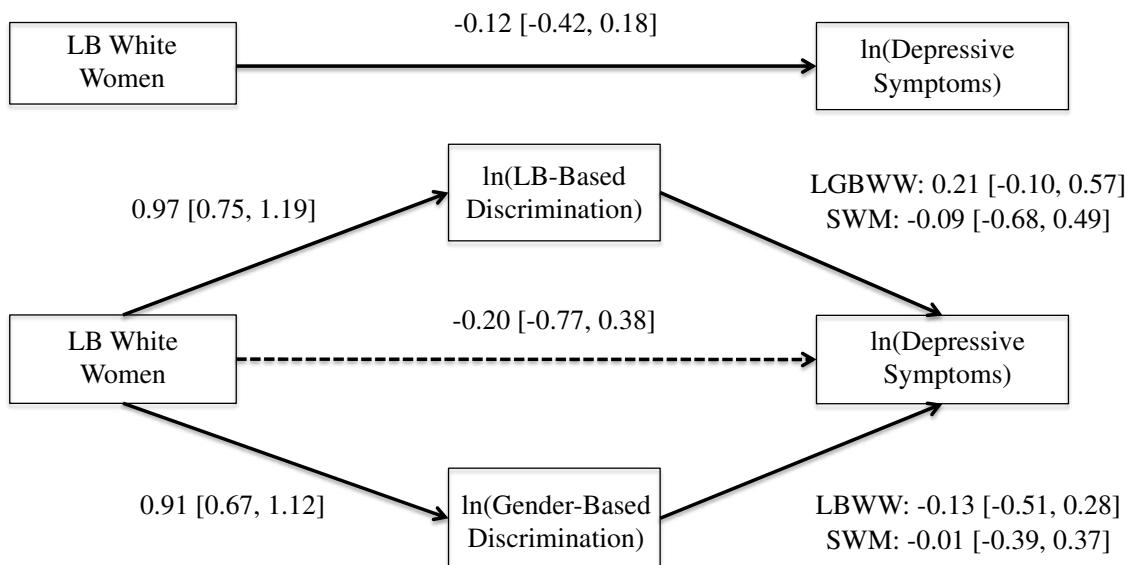 -0.12 [-0.42, 0.18]
LB White
Women
ln(Depressive
Symptoms)
ln(LB-Based
Discrimination)
LGBWW: 0.21 [-0.10, 0.57]
SWM: -0.09 [-0.68, 0.49]
0.97 [0.75, 1.19]
-0.20 [-0.77, 0.38]
LB White
Women
ln(Depressive
Symptoms)
0.91 [0.67, 1.12]
ln(Gender-Based
Discrimination)
LBWW: -0.13 [-0.51, 0.28]
SWM: -0.01 [-0.39, 0.37]